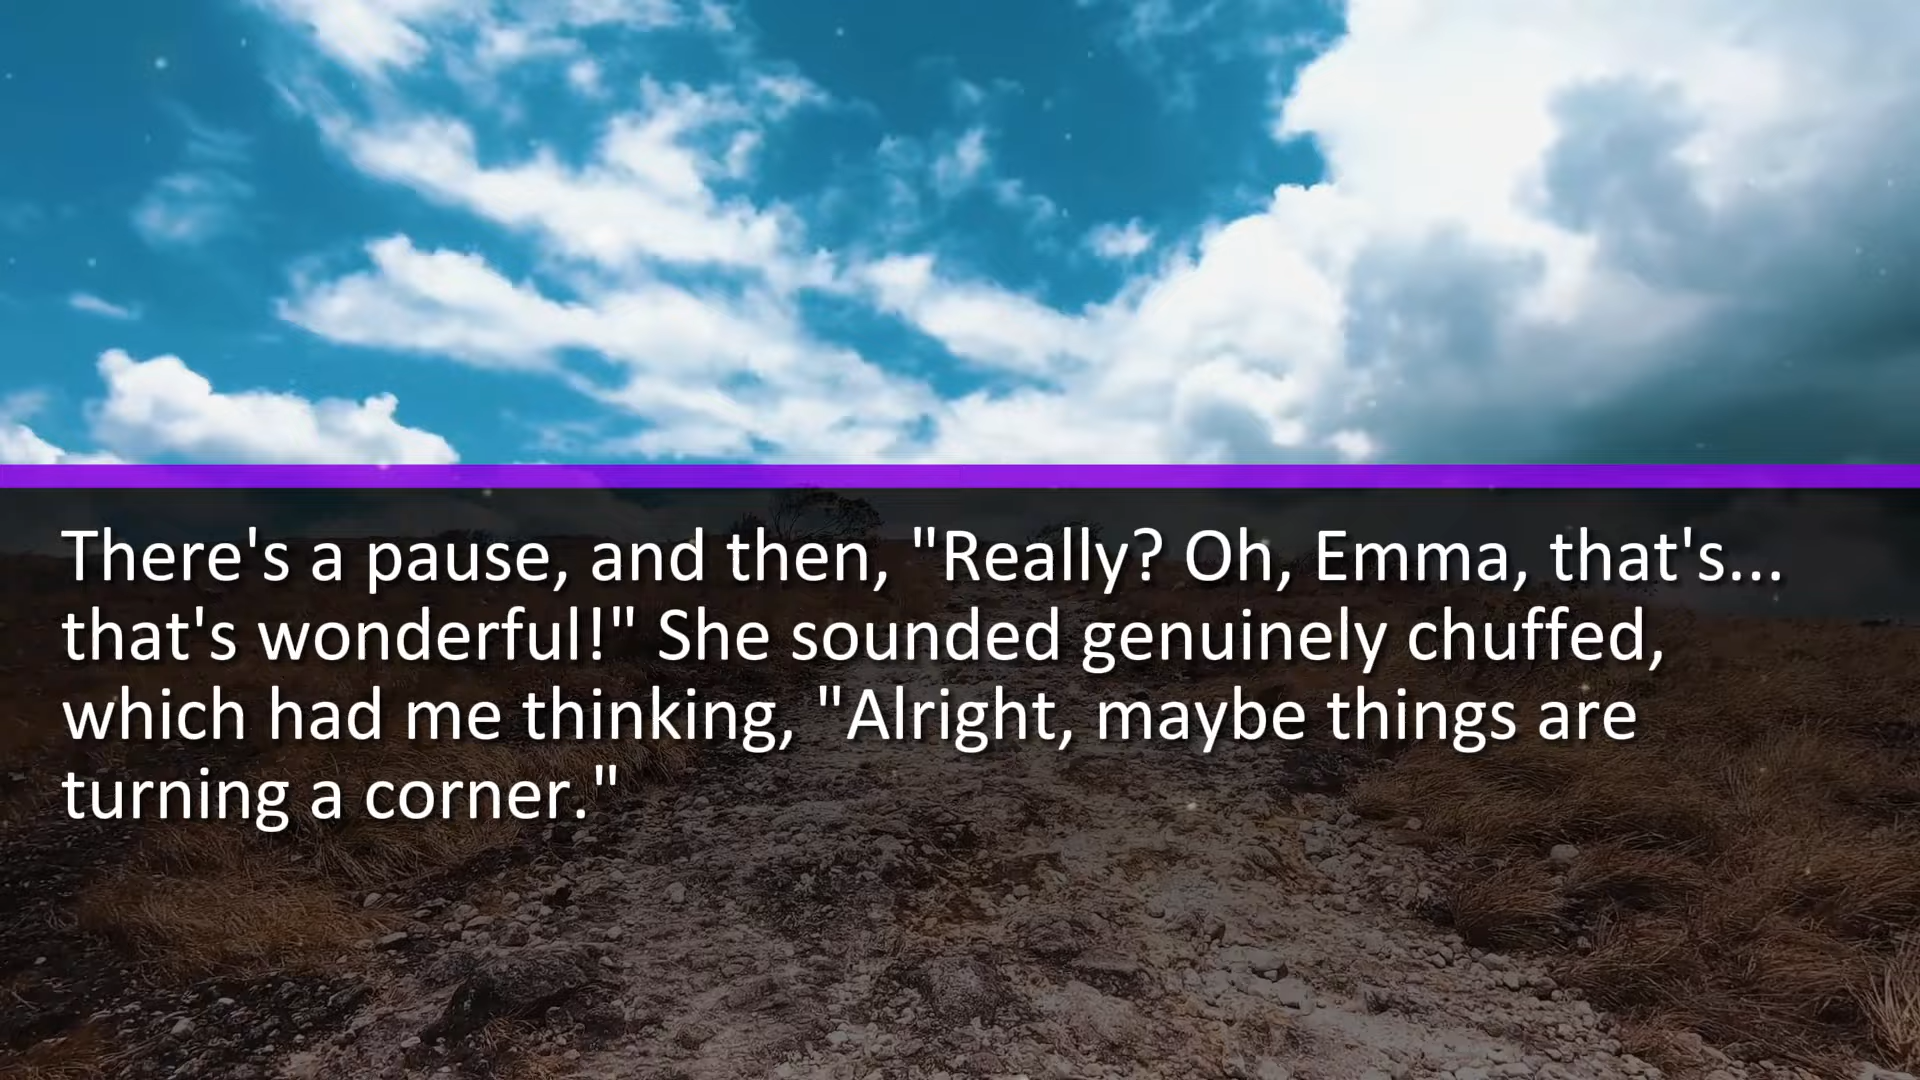 There's a pause, and then, "Really? Oh, Emma, that's...
that's wonderful!" She sounded genuinely chuffed,
which had me thinking, "Alright, maybe things are
turning a corner."